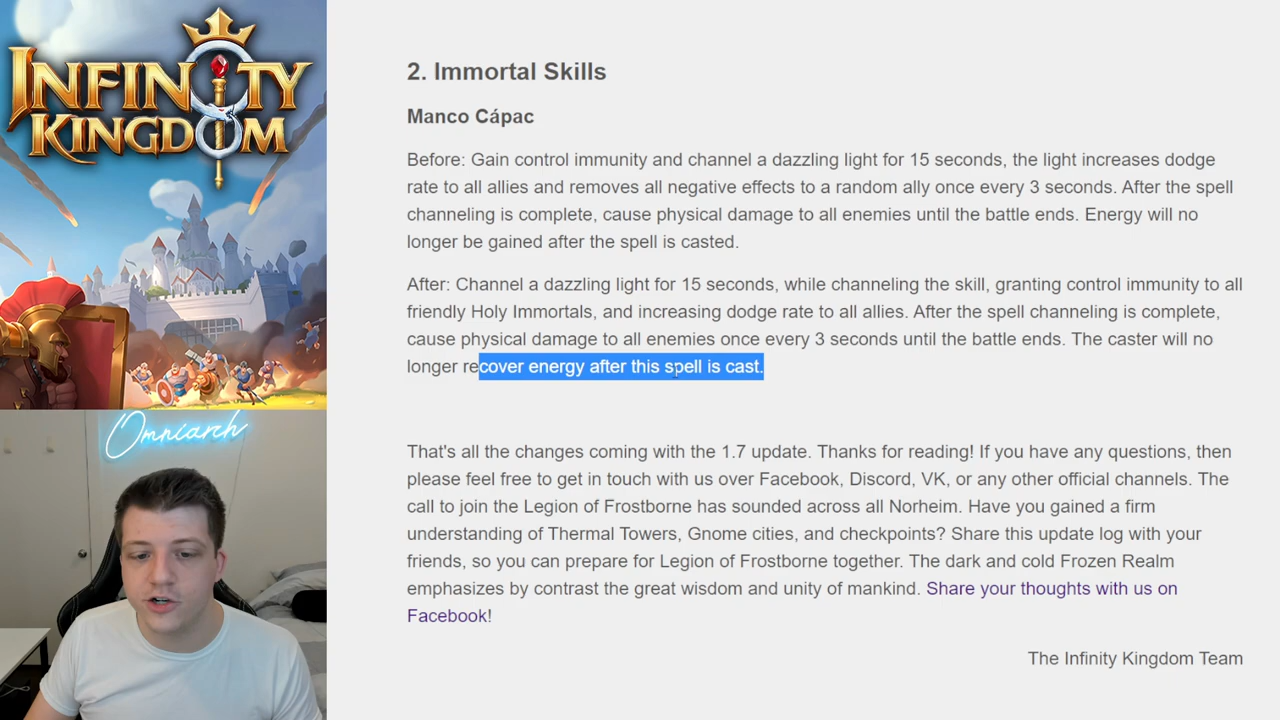 INFINITY
KINGDOM
Omniarch
2. Immortal Skills
Manco Cápac
Before: Gain control immunity and channel a dazzling light for 15 seconds, the light increases dodge
rate to all allies and removes all negative effects to a random ally once every 3 seconds. After the spell
channeling is complete, cause physical damage to all enemies until the battle ends. Energy will no
longer be gained after the spell is casted.
After: Channel a dazzling light for 15 seconds, while channeling the skill, granting control immunity to all
friendly Holy Immortals, and increasing dodge rate to all allies. After the spell channeling is complete,
cause physical damage to all enemies once every 3 seconds until the battle ends. The caster will no
longer recover energy after this spell is cast.
That's all the changes coming with the 1.7 update. Thanks for reading! If you have any questions, then
please feel free to get in touch with us over Facebook, Discord, VK, or any other official channels. The
call to join the Legion of Frostborne has sounded across all Norheim. Have you gained a firm
understanding of Thermal Towers, Gnome cities, and checkpoints? Share this update log with your
friends, so you can prepare for Legion of Frostborne together. The dark and cold Frozen Realm
emphasizes by contrast the great wisdom and unity of mankind. Share your thoughts with us on
Facebook!
The Infinity Kingdom Team